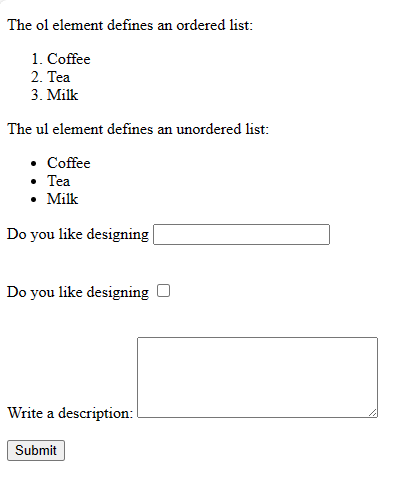 The ol element defines an ordered list:
1. Coffee
2. Tea
3. Milk
The ul element defines an unordered list:
• Coffee
• Tea
• Milk
Do you like designing
Do you like designing
Write a description:
Submit